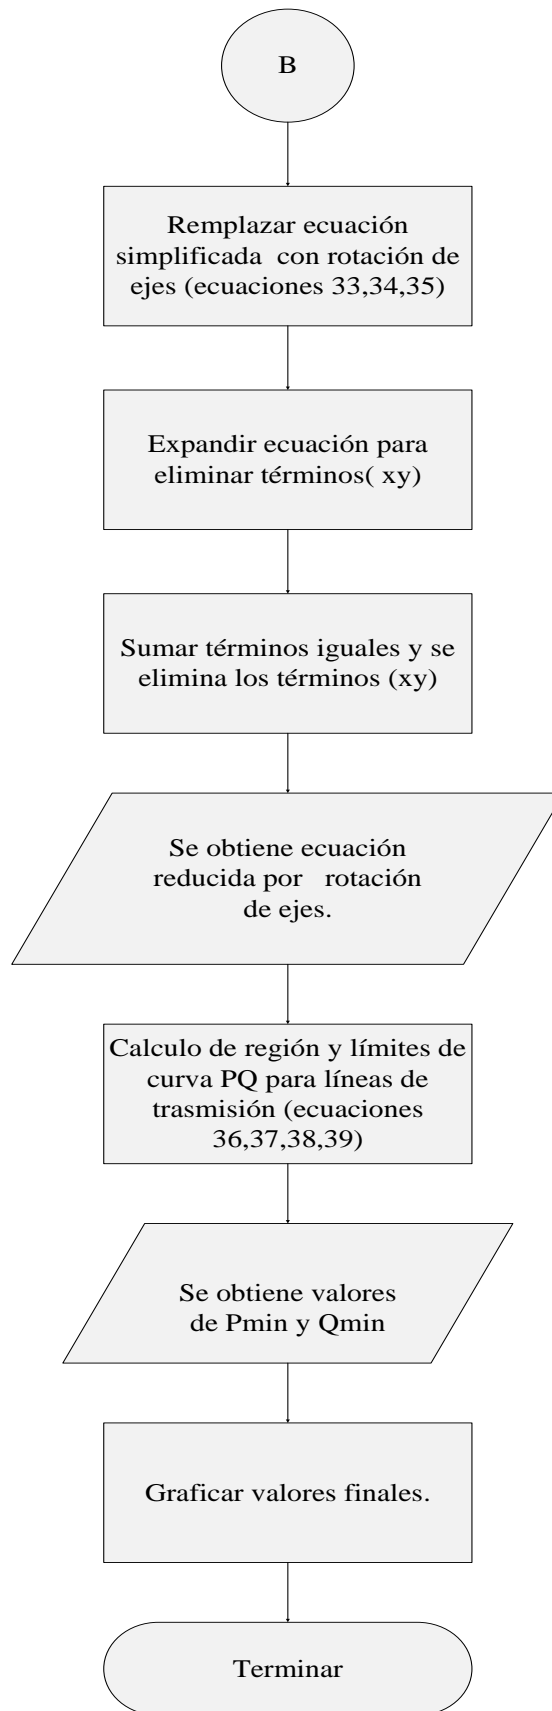 B
Remplazar ecuación
simplificada con rotación de
ejes (ecuaciones 33,34,35)
Expandir ecuación para
eliminar términos( xy)
Sumar términos iguales y se
elimina los términos (xy)
Se obtiene ecuación
reducida por rotación
de ejes.
Calculo de región y límites de
curva PQ para líneas de
trasmisión (ecuaciones
36,37,38,39)
Se obtiene valores
de Pmin y Qmin
Graficar valores finales.
Terminar